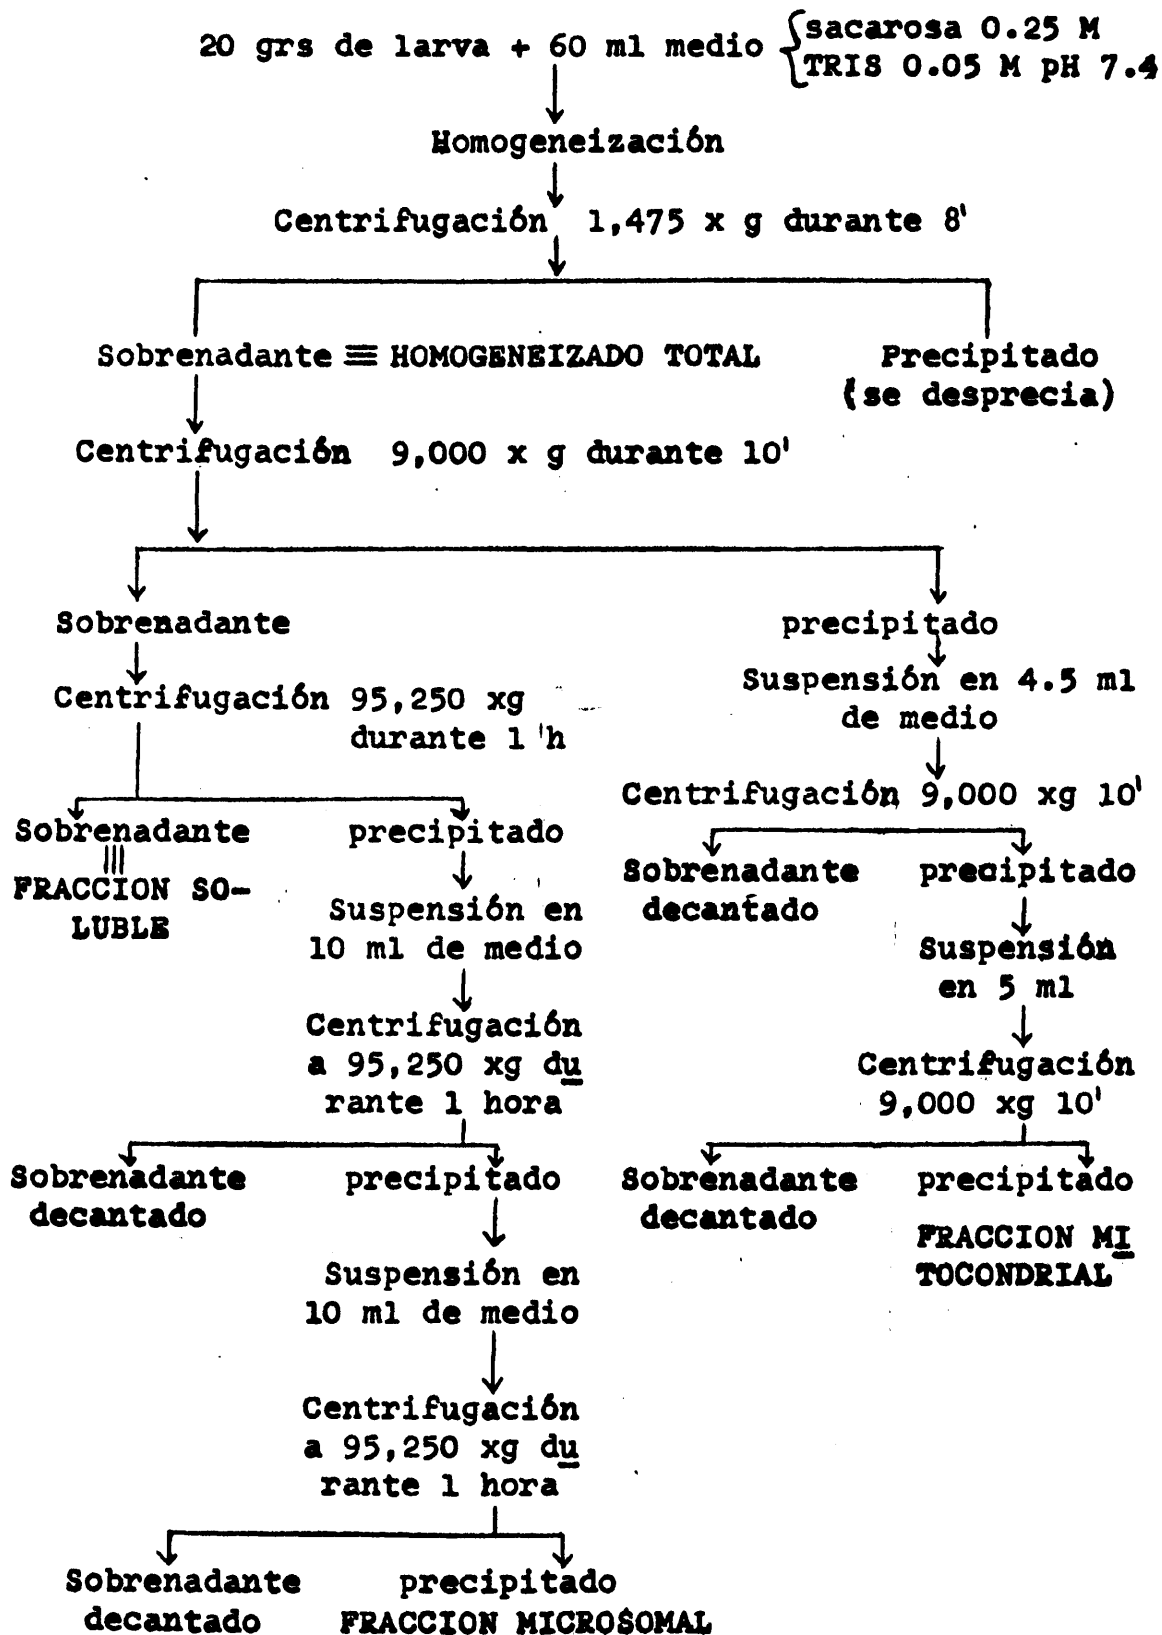 20 grs de larva + 60 ml medio
sacarosa 0.25 M
TRIS 0.05 M pH 7.4
Homogeneización
Centrifugación 1,475 x g durante 8'
Sobrenadante ≡ HOMOGENEIZADO TOTAL
Precipitado
(se desprecia)
Centrifugación 9,000 x g durante 10'
Sobrenadante
Centrifugación 95,250 xg
durante 1 h
Sobrenadante
≡
FRACCION SO-
LUBLE
precipitado
Suspensión en
10 ml de medio
Centrifugación
a 95,250 xg du
rante 1 hora
Sobrenadante
decantado
precipitado
Suspensión en
10 ml de medio
Centrifugación
a 95,250 xg du
rante 1 hora
Sobrenadante
decantado
precipitado
FRACCION MICROSOMAL
precipitado
Suspensión en 4.5 ml
de medio
Centrifugación 9,000 xg 10'
Sobrenadante
decantado
precipitado
Suspensión
en 5 ml
Centrifugación
9,000 xg 10'
Sobrenadante
decantado
precipitado
FRACCION MI
TOCONDRIAL